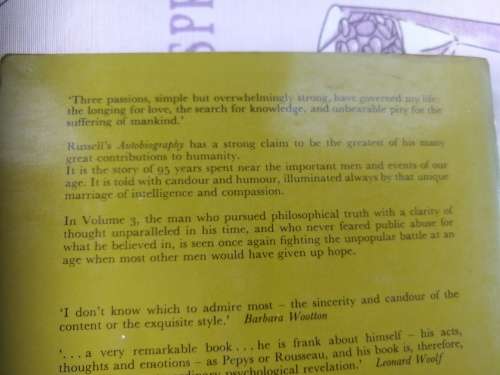 SPR
'Three passions, simple but overwhelmingly strong, have governed my life:
the longing for love, the search for knowledge, and unbearable pity for the
suffering of mankind.'
Russell's Autobiography has a strong claim to be the greatest of his many
great contributions to humanity.
It is the story of 95 years spent near the important men and events of our
age. It is told with candour and humour, illuminated always by that unique
marriage of intelligence and compassion.
In Volume 3, the man who pursued philosophical truth with a clarity of
thought unparalleled in his time, and who never feared public abuse for
what he believed in, is seen once again fighting the unpopular battle at an
age when most other men would have given up hope.
'I don't know which to admire most – the sincerity and candour of the
content or the exquisite style.' Barbara Wootton
'. . . a very remarkable book . . . he is frank about himself – his acts,
thoughts and emotions – as Pepys or Rousseau, and his book is, therefore,
psychological revelation.' Leonard Woolf